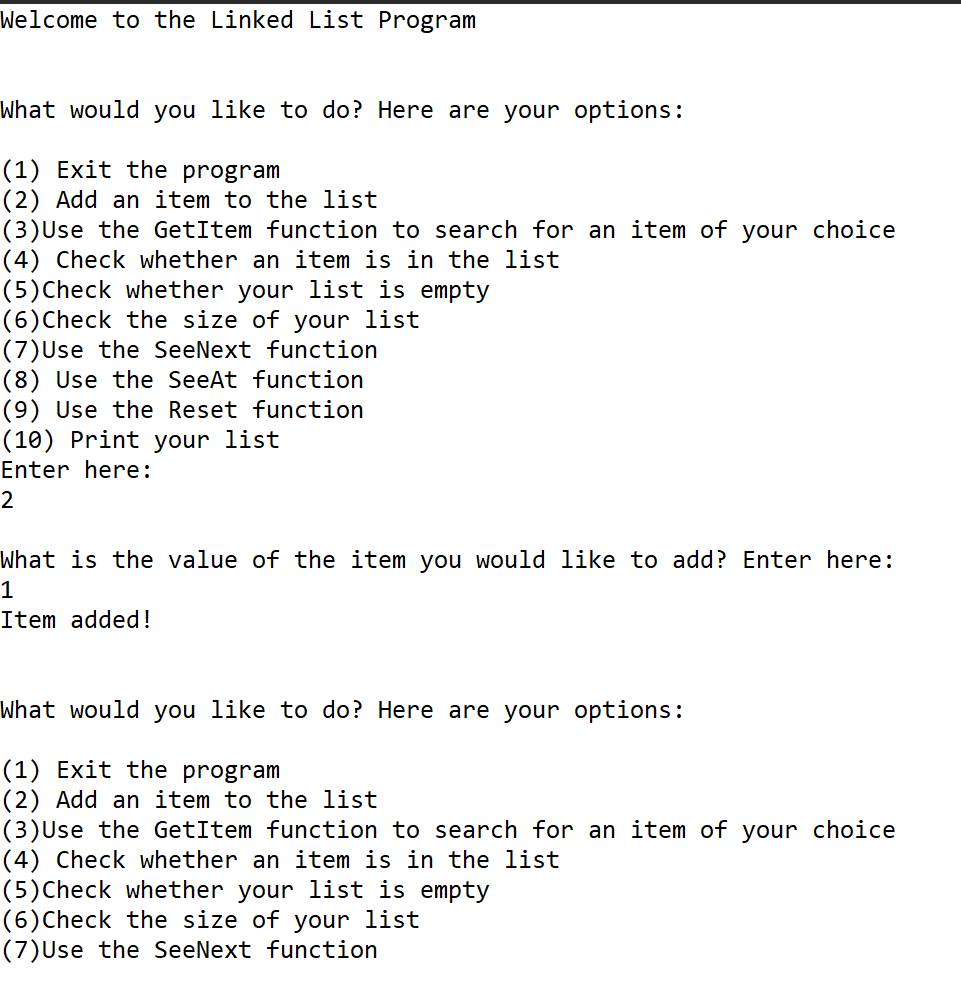 Welcome to the Linked List Program
What would you like to do? Here are your options:
(1) Exit the program
(2) Add an item to the list
(3)Use the GetItem function to search for an item of your choice
(4) Check whether an item is in the list
(5)Check whether your list is empty
(6)Check the size of your list
(7)Use the SeeNext function
(8) Use the SeeAt function
(9) Use the Reset function
(10) Print your list
Enter here:
2
What is the value of the item you would like to add? Enter here:
1
Item added!
What would you like to do? Here are your options:
(1) Exit the program
(2) Add an item to the list
(3)Use the GetItem function to search for an item of your choice
(4) Check whether an item is in the list
(5)Check whether your list is empty
(6)Check the size of your list
(7)Use the SeeNext function